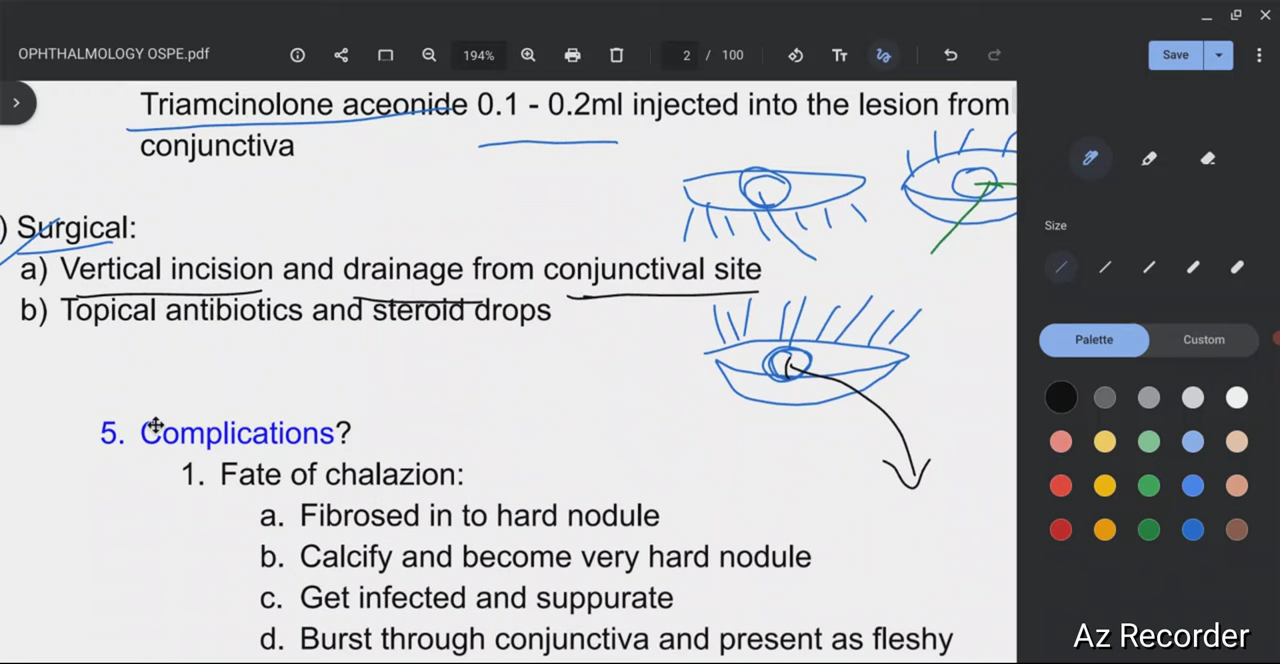 OPHTHALMOLOGY OSPE.pdf
194%
2 / 100
Save
Triamcinolone aceonide 0.1 - 0.2ml injected into the lesion from
conjunctiva
) Surgical:
a) Vertical incision and drainage from conjunctival site
b) Topical antibiotics and steroid drops
5. Complications?
1. Fate of chalazion:
a. Fibrosed in to hard nodule
b. Calcify and become very hard nodule
c. Get infected and suppurate
d. Burst through conjunctiva and present as fleshy
Tт
Size
Palette
Custom
Az Recorder